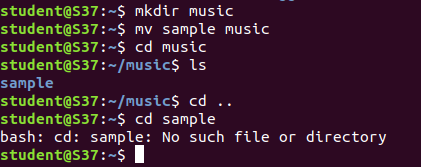 student@S37:~$ mkdir music
student@S37:~$ mv sample music
student@S37:~$ cd music
student@S37:~/music$ ls
sample
student@S37:~/music$ cd ..
student@S37:~$ cd sample
bash: cd: sample: No such file or directory
student@S37:~$